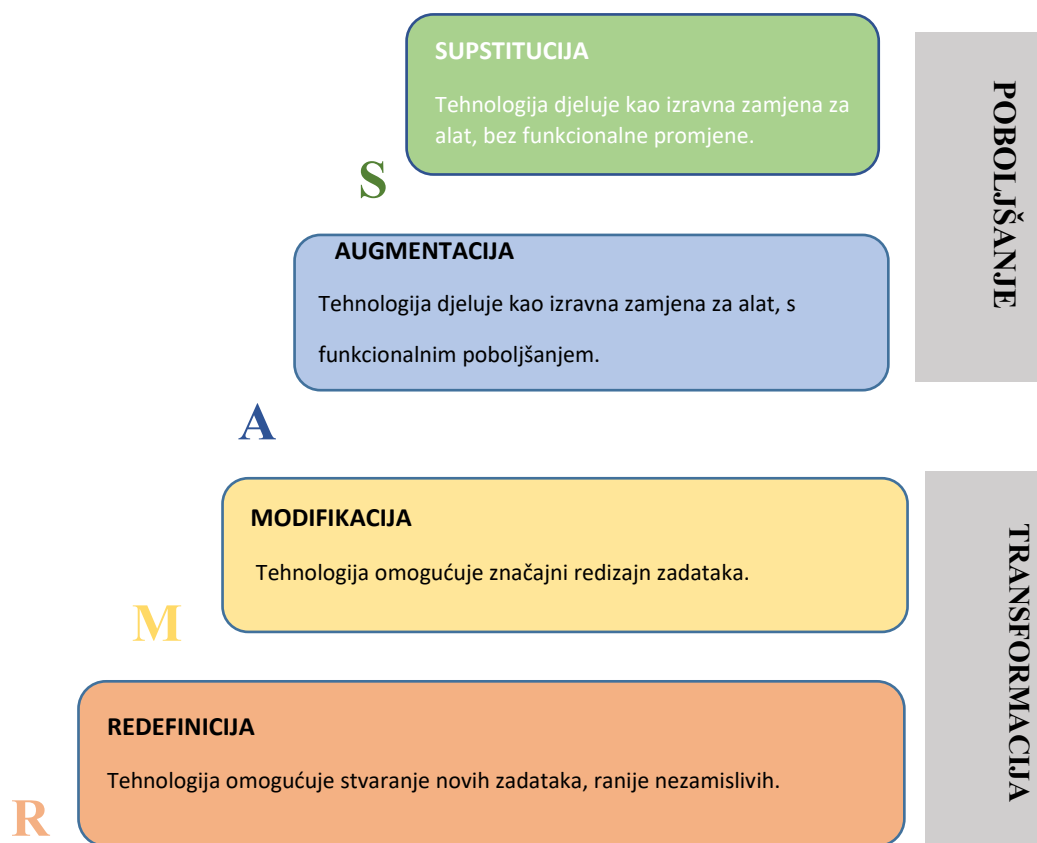 SUPSTITUCIJA
Tehnologija djeluje kao izravna zamjena za
alat, bez funkcionalne promjene.
S
POBOLJŠANJE
AUGMENTACIJA
Tehnologija djeluje kao izravna zamjena za alat, s
funkcionalnim poboljšanjem.
A
MODIFIKACIJA
Tehnologija omogućuje značajni redizajn zadataka.
M
TRANSFORMACIJA
REDEFINICIJA
Tehnologija omogućuje stvaranje novih zadataka, ranije nezamislivih.
R